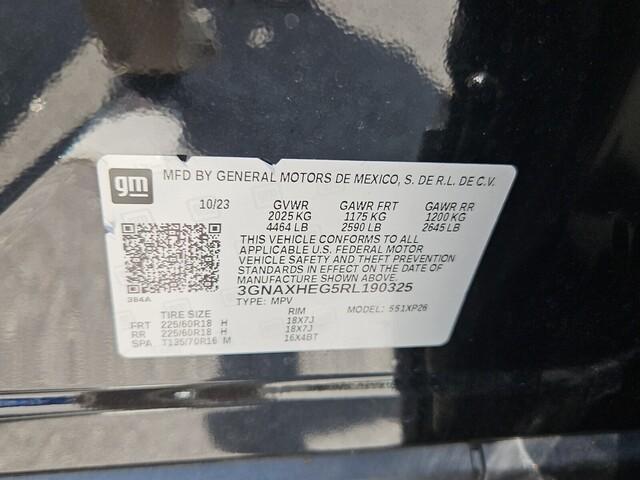 gm
MFD BY GENERAL MOTORS DE MEXICO, S. DE R.L. DE C.V.
10/23 GVWR GAWR FRT GAWR RR
2025 KG 1175 KG 1200 KG
4464 LB 2590 LB 2645 LB
THIS VEHICLE CONFORMS TO ALL
APPLICABLE U.S. FEDERAL MOTOR
VEHICLE SAFETY AND THEFT PREVENTION
STANDARDS IN EFFECT ON THE DATE OF
MANUFACTURE SHOWN ABOVE.
384A 3GNAXHEG5RL190325
TYPE: MPV MODEL: 551XP26
TIRE SIZE RIM
FRT 225/60R18 H 18X7J
RR 225/60R18 H 18X7J
SPA T135/70R16 M 16X4BT